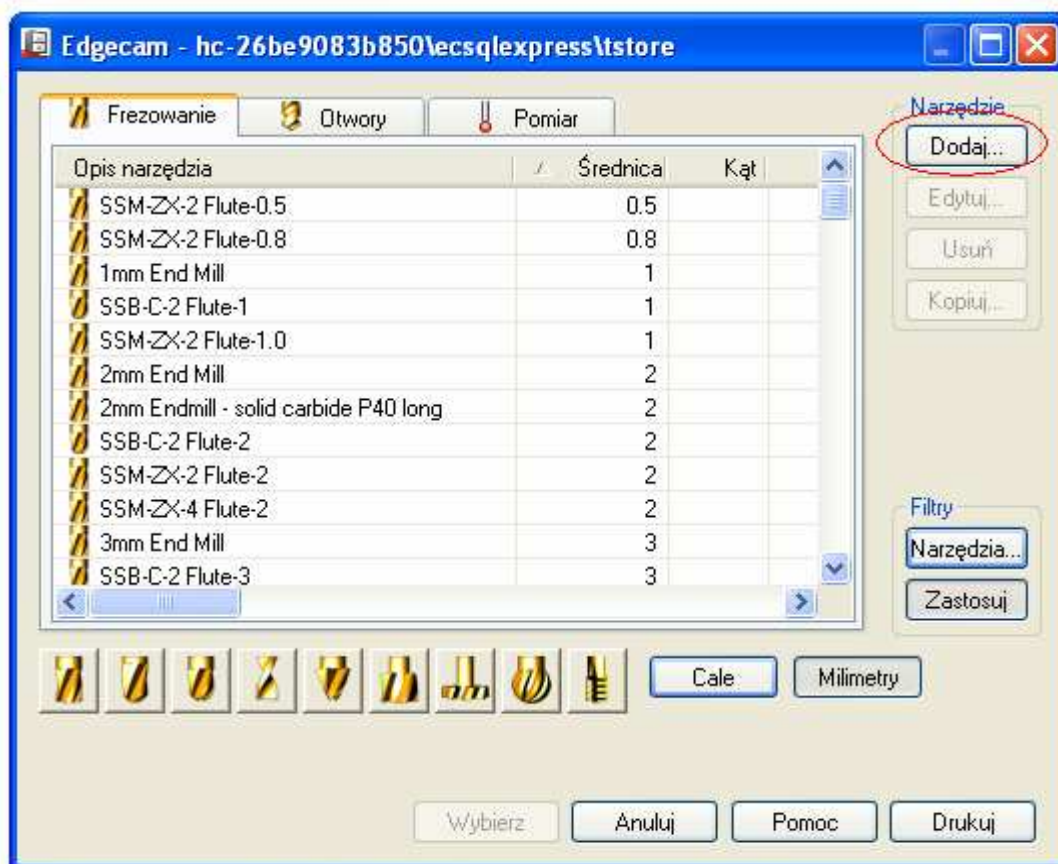 Edgecam - hc-26be9083b850\ecsqlexpress\tstore
Frezowanie Otwory Pomiar
Opis narzędzia Średnica Kąt
SSM-ZX-2 Flute-0.5 0.5
SSM-ZX-2 Flute-0.8 0.8
1mm End Mill 1
SSB-C-2 Flute-1 1
SSM-ZX-2 Flute-1.0 1
2mm End Mill 2
2mm Endmill - solid carbide P40 long 2
SSB-C-2 Flute-2 2
SSM-ZX-2 Flute-2 2
SSM-ZX-4 Flute-2 2
3mm End Mill 3
SSB-C-2 Flute-3 3
Narzędzie
Dodaj...
Edytuj...
Usuń
Kopiuj...
Filtry
Narzędzia...
Zastosuj
Cale Milimetry
Wybierz Anuluj Pomoc Drukuj